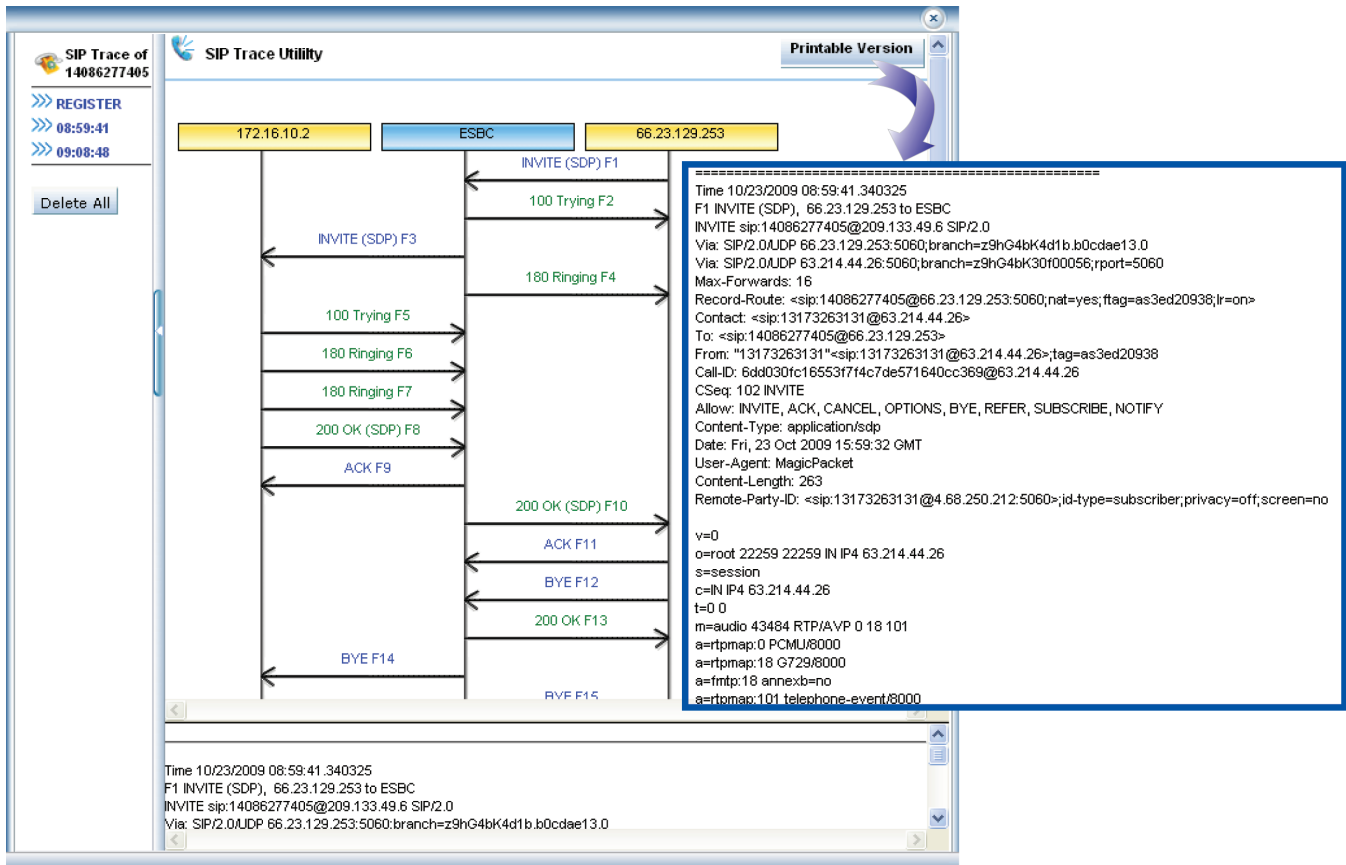 SIP Trace of
14086277405
REGISTER
08:59:41
09:08:48
Delete All
SIP Trace Utililty
Printable Version
172.16.10.2
ESBC
66.23.129.253
INVITE (SDP) F1
100 Trying F2
INVITE (SDP) F3
180 Ringing F4
100 Trying F5
180 Ringing F6
180 Ringing F7
200 OK (SDP) F8
ACK F9
200 OK (SDP) F10
ACK F11
BYE F12
200 OK F13
BYE F14
BYE F15
====================================================
Time 10/23/2009 08:59:41.340325
F1 INVITE (SDP), 66.23.129.253 to ESBC
INVITE sip:14086277405@209.133.49.6 SIP/2.0
Via: SIP/2.0/UDP 66.23.129.253:5060;branch=z9hG4bK4d1b.b0cdae13.0
Via: SIP/2.0/UDP 63.214.44.26:5060;branch=z9hG4bK30f00056;rport=5060
Max-Forwards: 16
Record-Route: <sip:14086277405@66.23.129.253:5060;nat=yes;ftag=as3ed20938;lr=on>
Contact: <sip:13173263131@63.214.44.26>
To: <sip:14086277405@66.23.129.253>
From: "13173263131"<sip:13173263131@63.214.44.26>;tag=as3ed20938
Call-ID: 6dd030fc16553f7f4c7de571640cc369@63.214.44.26
CSeq: 102 INVITE
Allow: INVITE, ACK, CANCEL, OPTIONS, BYE, REFER, SUBSCRIBE, NOTIFY
Content-Type: application/sdp
Date: Fri, 23 Oct 2009 15:59:32 GMT
User-Agent: MagicPacket
Content-Length: 263
Remote-Party-ID: <sip:13173263131@4.68.250.212:5060>;id-type=subscriber;privacy=off;screen=no
v=0
o=root 22259 22259 IN IP4 63.214.44.26
s=session
c=IN IP4 63.214.44.26
t=0 0
m=audio 43484 RTP/AVP 0 18 101
a=rtpmap:0 PCMU/8000
a=rtpmap:18 G729/8000
a=fmtp:18 annexb=no
a=rtpmap:101 telephone-event/8000
Time 10/23/2009 08:59:41.340325
F1 INVITE (SDP), 66.23.129.253 to ESBC
INVITE sip:14086277405@209.133.49.6 SIP/2.0
Via: SIP/2.0/UDP 66.23.129.253:5060;branch=z9hG4bK4d1b.b0cdae13.0